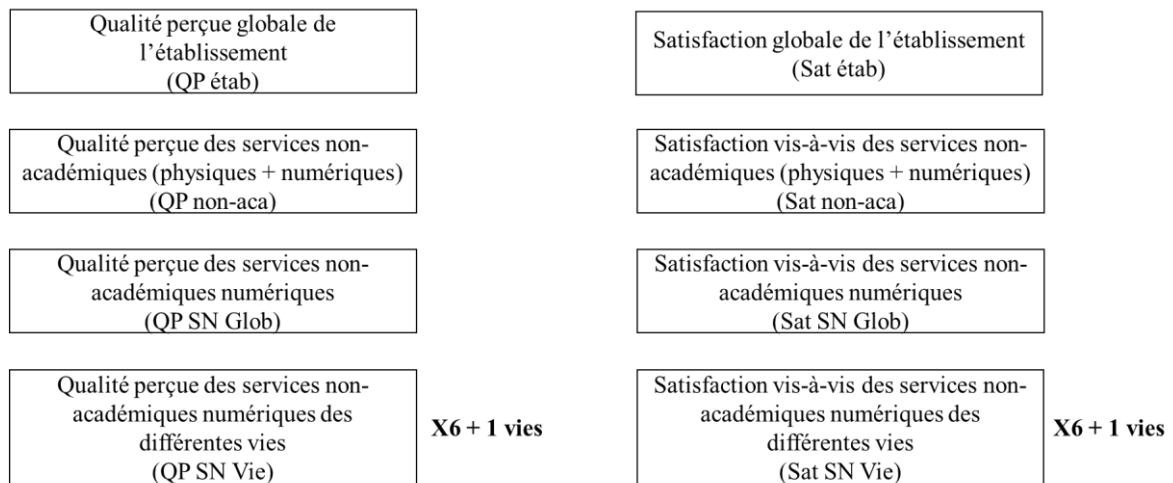 Qualité perçue globale de
l'établissement
(QP étab)
Satisfaction globale de l'établissement
(Sat étab)
Qualité perçue des services non-
académiques (physiques + numériques)
(QP non-aca)
Satisfaction vis-à-vis des services non-
académiques (physiques + numériques)
(Sat non-aca)
Qualité perçue des services non-
académiques numériques
(QP SN Glob)
Satisfaction vis-à-vis des services non-
académiques numériques
(Sat SN Glob)
Qualité perçue des services non-
académiques numériques des
différentes vies
(QP SN Vie)
X6 + 1 vies
Satisfaction vis-à-vis des services non-
académiques numériques des
différentes vies
(Sat SN Vie)
X6 + 1 vies